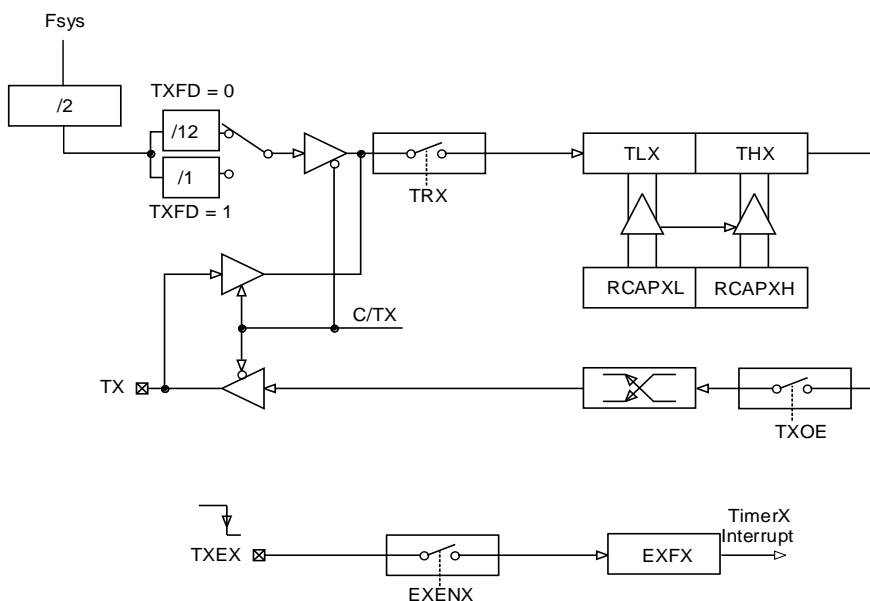 Fsys
/2
TXFD = 0
/12
/1
TXFD = 1
TRX
TLX
THX
RCAPXL
RCAPXH
C/TX
TX
TXOE
TXEX
EXENX
EXFX
TimerX
Interrupt